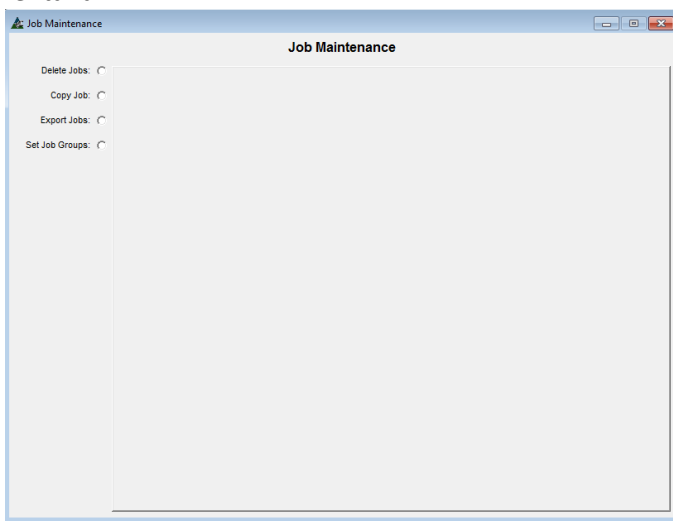 Job Maintenance
Job Maintenance
Delete Jobs:
Copy Job:
Export Jobs:
Set Job Groups: